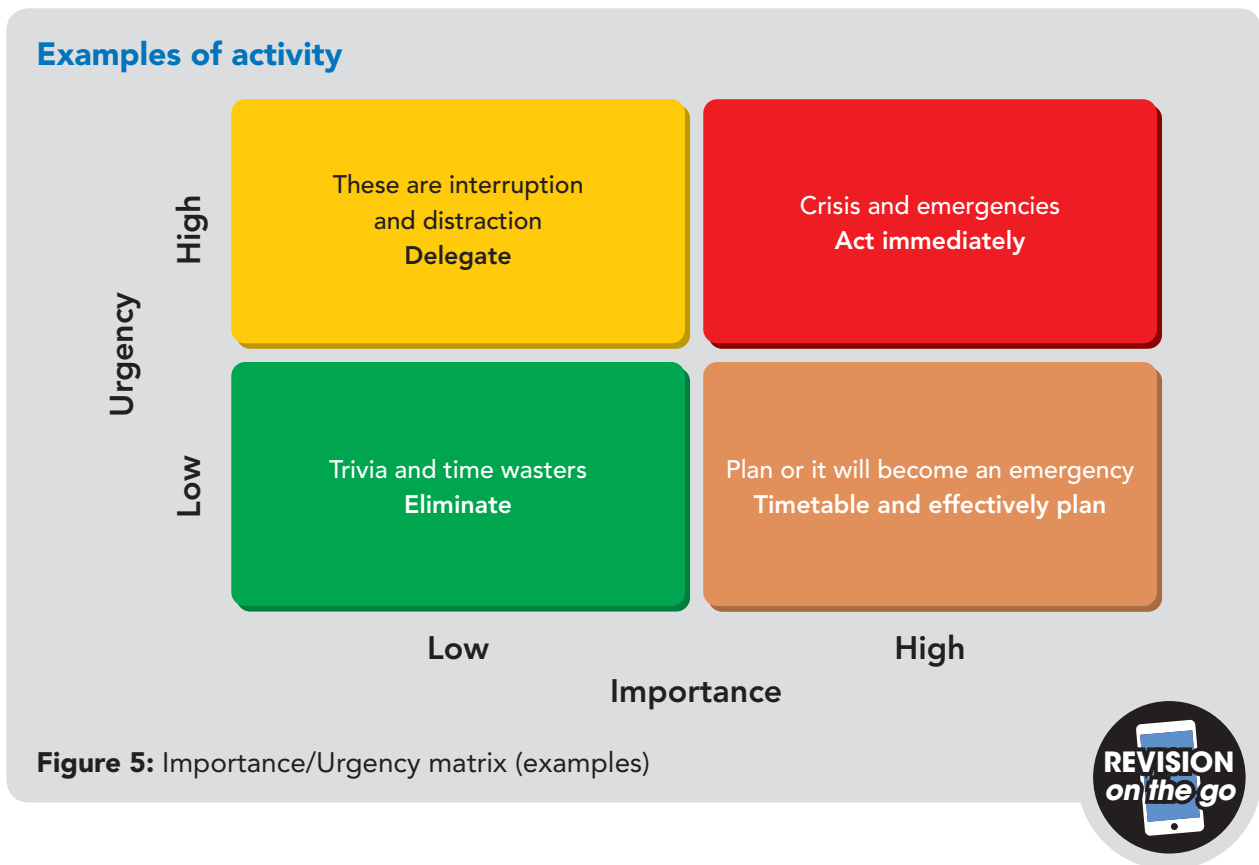 Examples of activity
These are interruption
and distraction
Delegate
Crisis and emergencies
Act immediately
High
Urgency
Low
Trivia and time wasters
Eliminate
Plan or it will become an emergency
Timetable and effectively plan
Low
High
Importance
Figure 5: Importance/Urgency matrix (examples)
REVISION
on the go